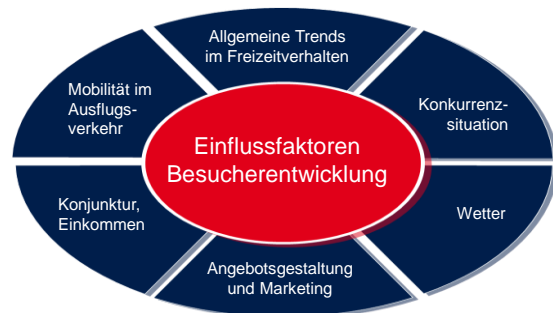 Allgemeine Trends
im Freizeitverhalten
Mobilität im
Ausflugs-
verkehr
Konkurrenz-
situation
Einflussfaktoren
Besucherentwicklung
Konjunktur,
Einkommen
Wetter
Angebotsgestaltung
und Marketing